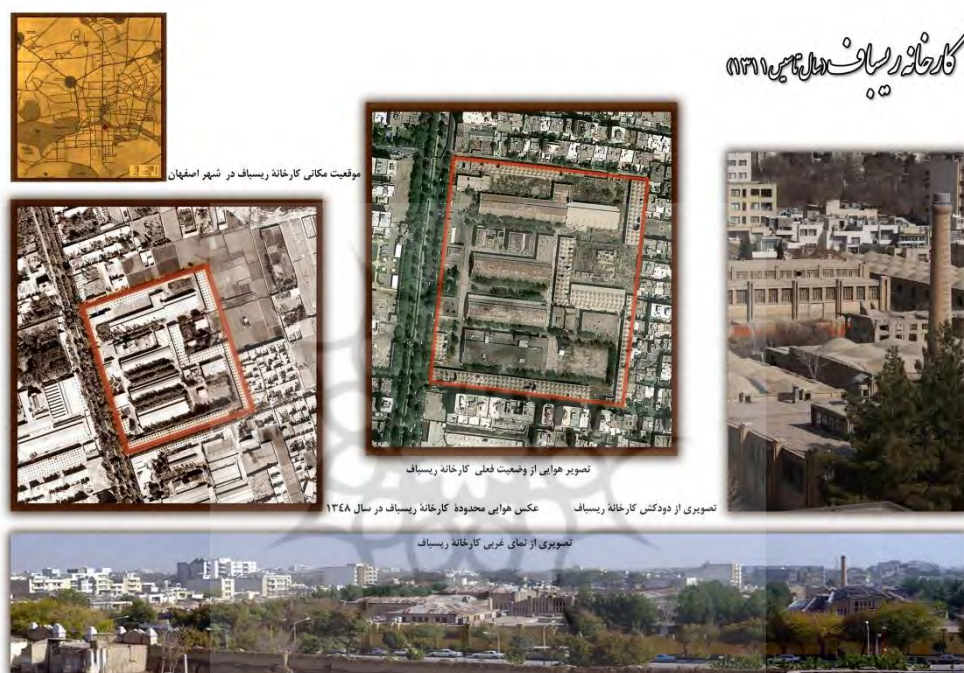 کارخانه ریسباف (سال تاسیس ۱۳۱۱)
موقعیت مکانی کارخانهٔ ریسباف در شهر اصفهان
تصویر هوایی از وضعیت فعلی کارخانهٔ ریسباف
تصویری از دودکش کارخانهٔ ریسباف
عکس هوایی محدودهٔ کارخانهٔ ریسباف در سال ۱۳٤۸
تصویری از نمای غربی کارخانهٔ ریسباف